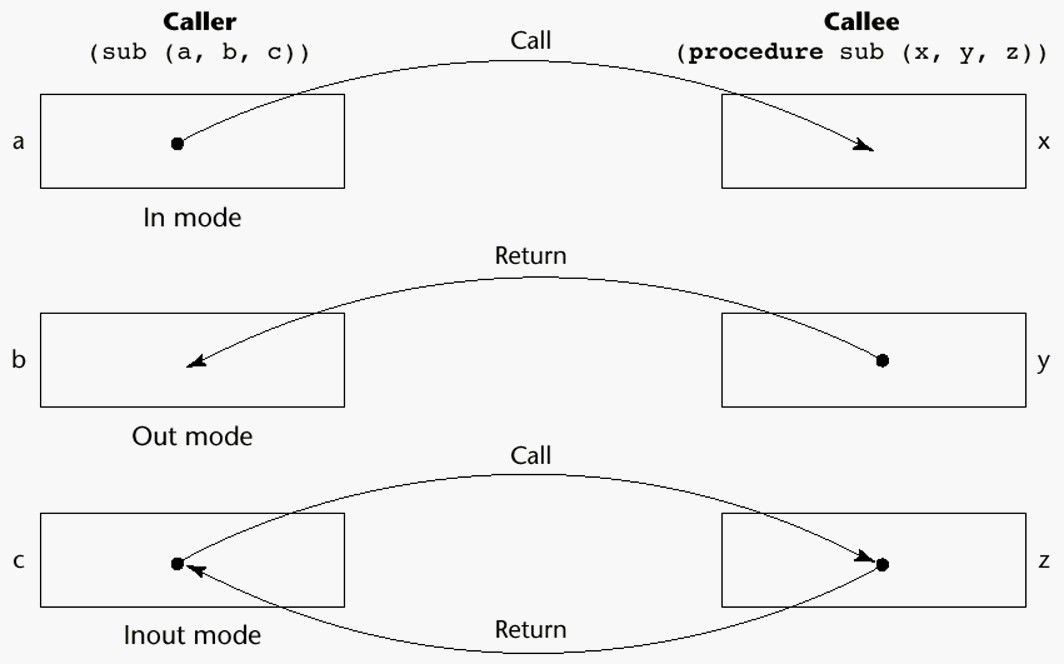 Caller
Callee
(sub (a, b, c))
Call
(procedure sub (x, y, z))
a
x
In mode
Return
b
y
Out mode
Call
c
z
Inout mode
Return